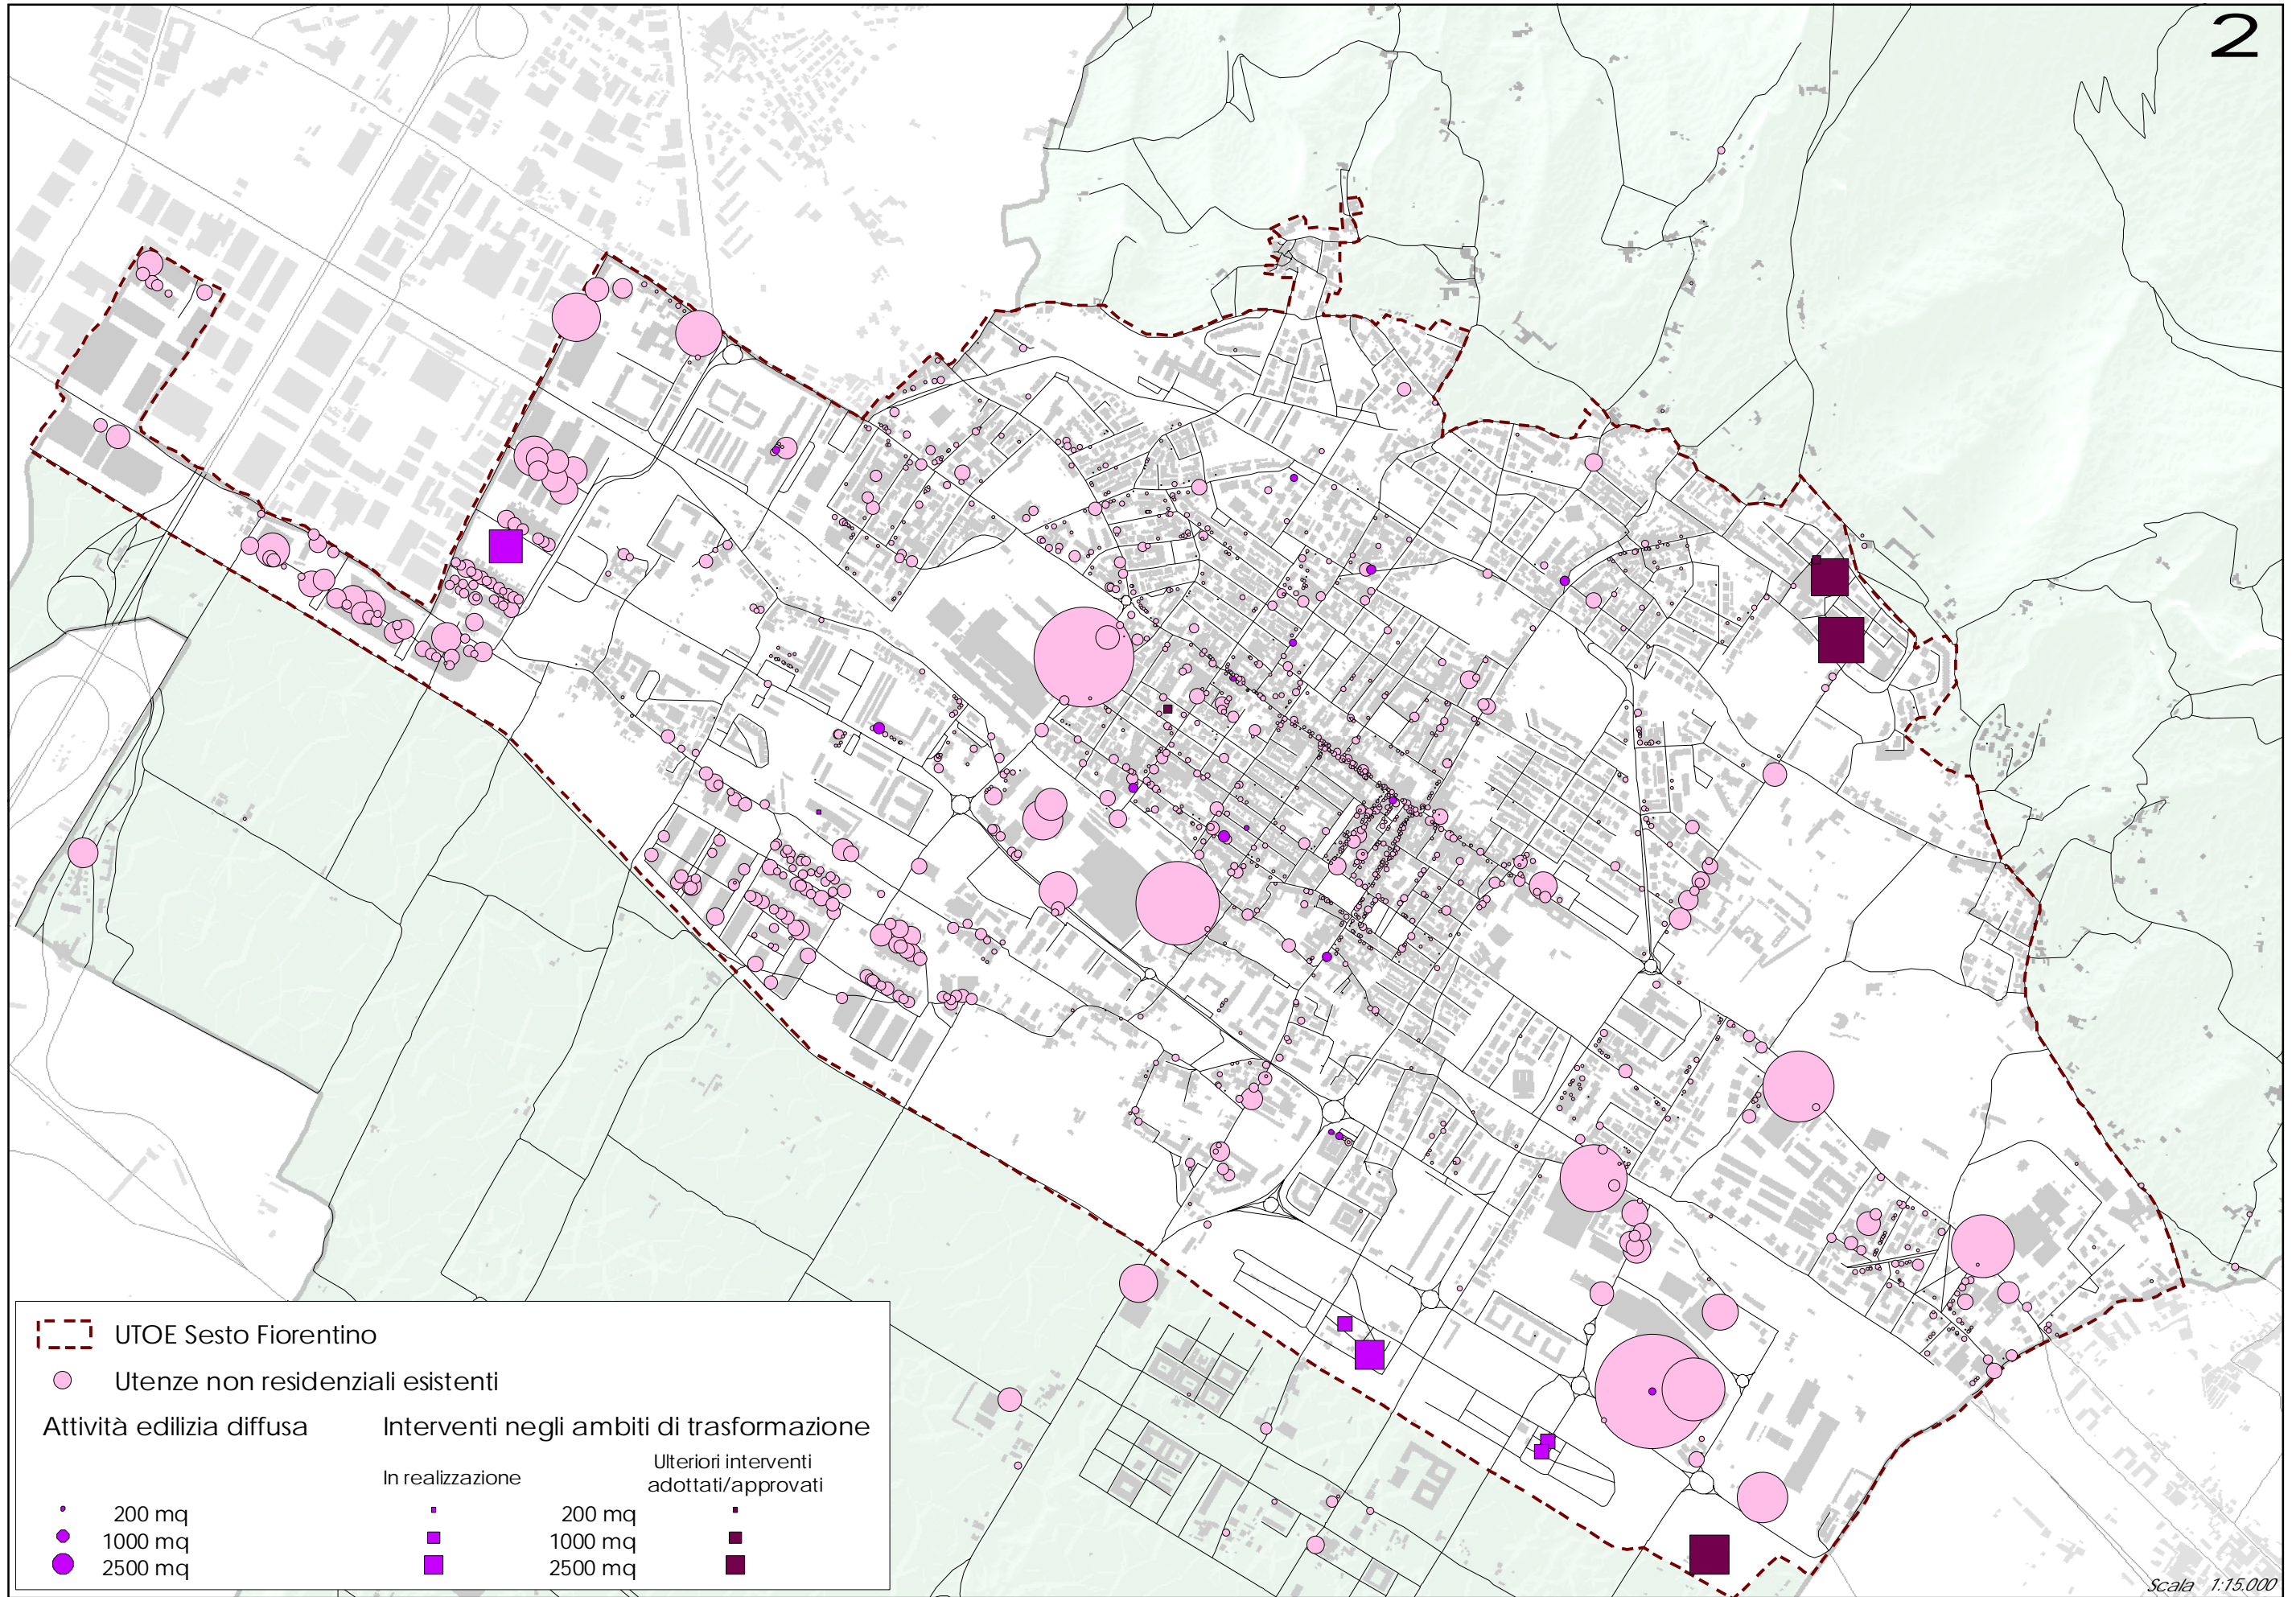 2
UTOE Sesto Fiorentino
Utenze non residenziali esistenti
Attività edilizia diffusa
Interventi negli ambiti di trasformazione
In realizzazione
Ulteriori interventi
adottati/approvati
200 mq
200 mq
1000 mq
1000 mq
2500 mq
2500 mq
Scala 1:15.000